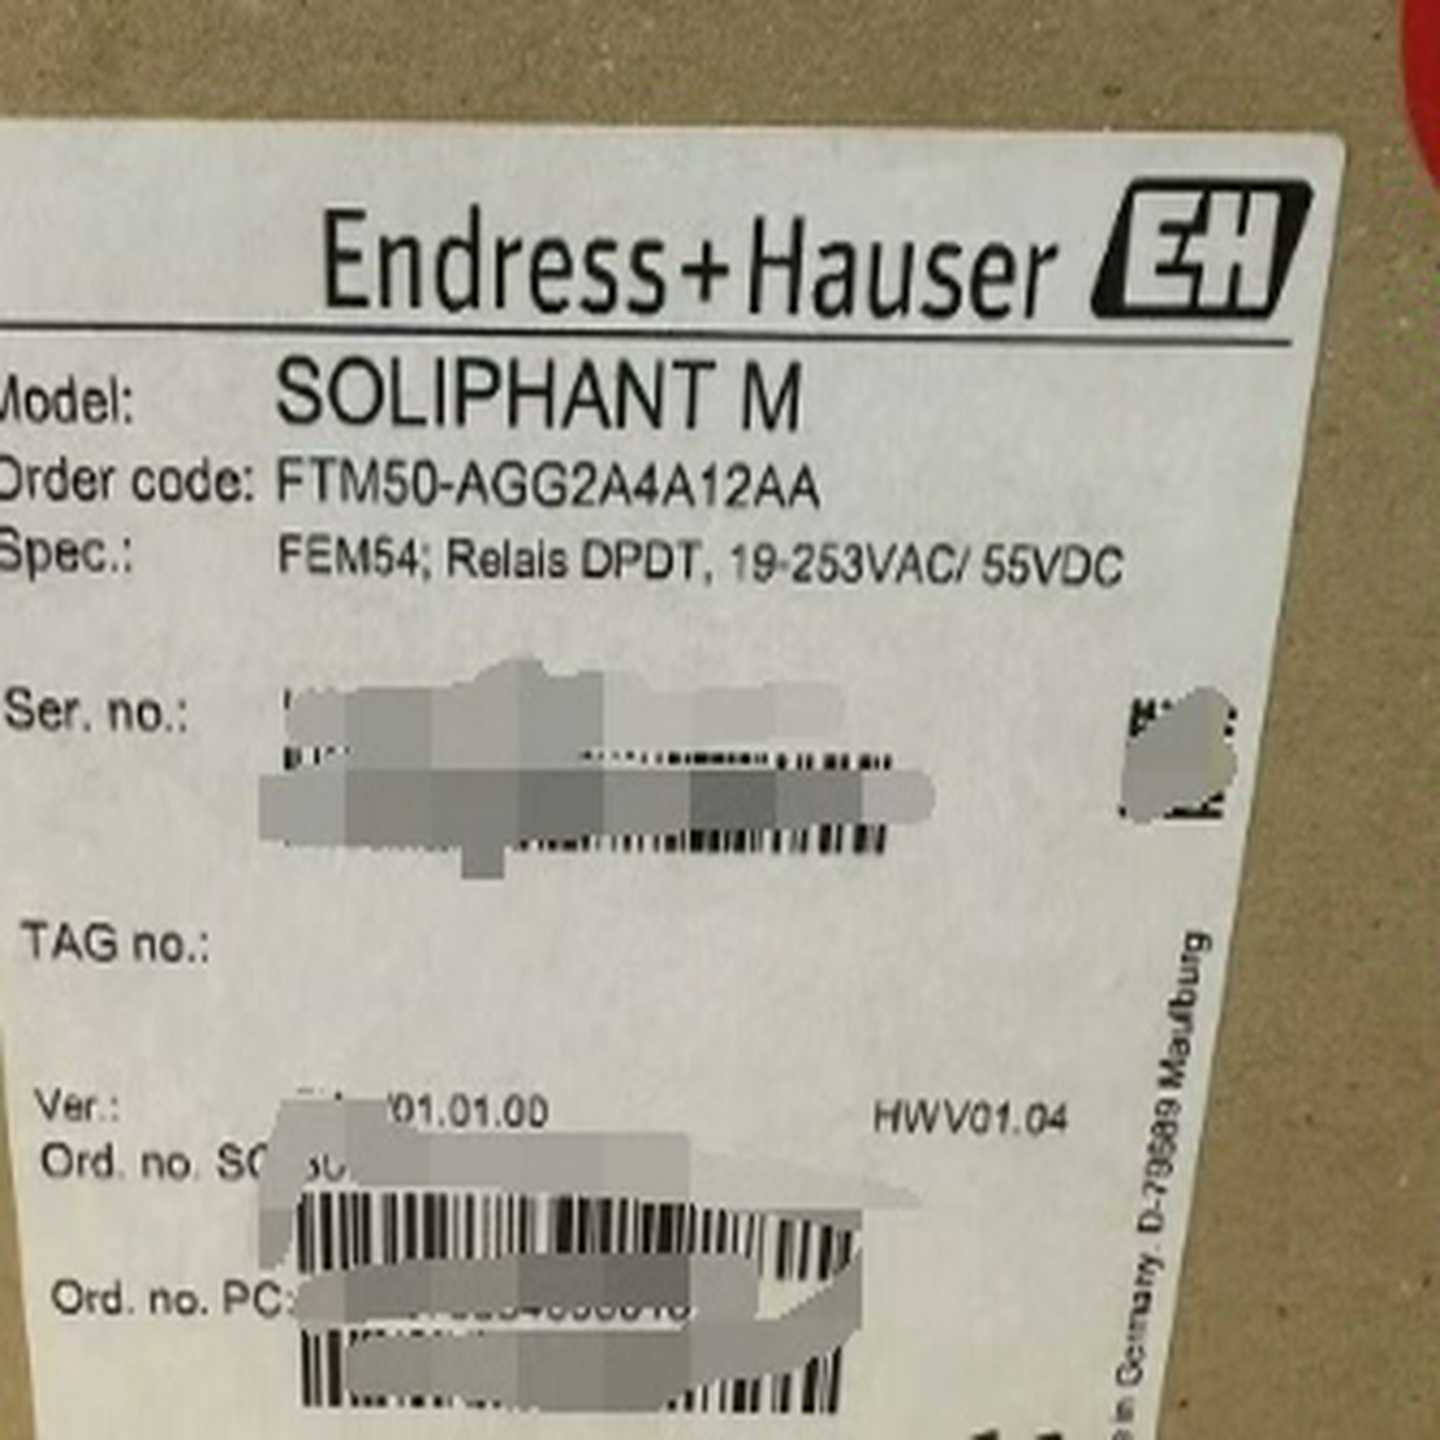 Endress+Hauser EH
Model: SOLIPHANT M
Order code: FTM50-AGG2A4A12AA
Spec.: FEM54; Relais DPDT, 19-253VAC/ 55VDC
Ser. no.:
TAG no.:
Ver.: 01.01.00 HWV01.04
Ord. no.
Ord. no. PC:
in Germany. D-79689 Maulburg